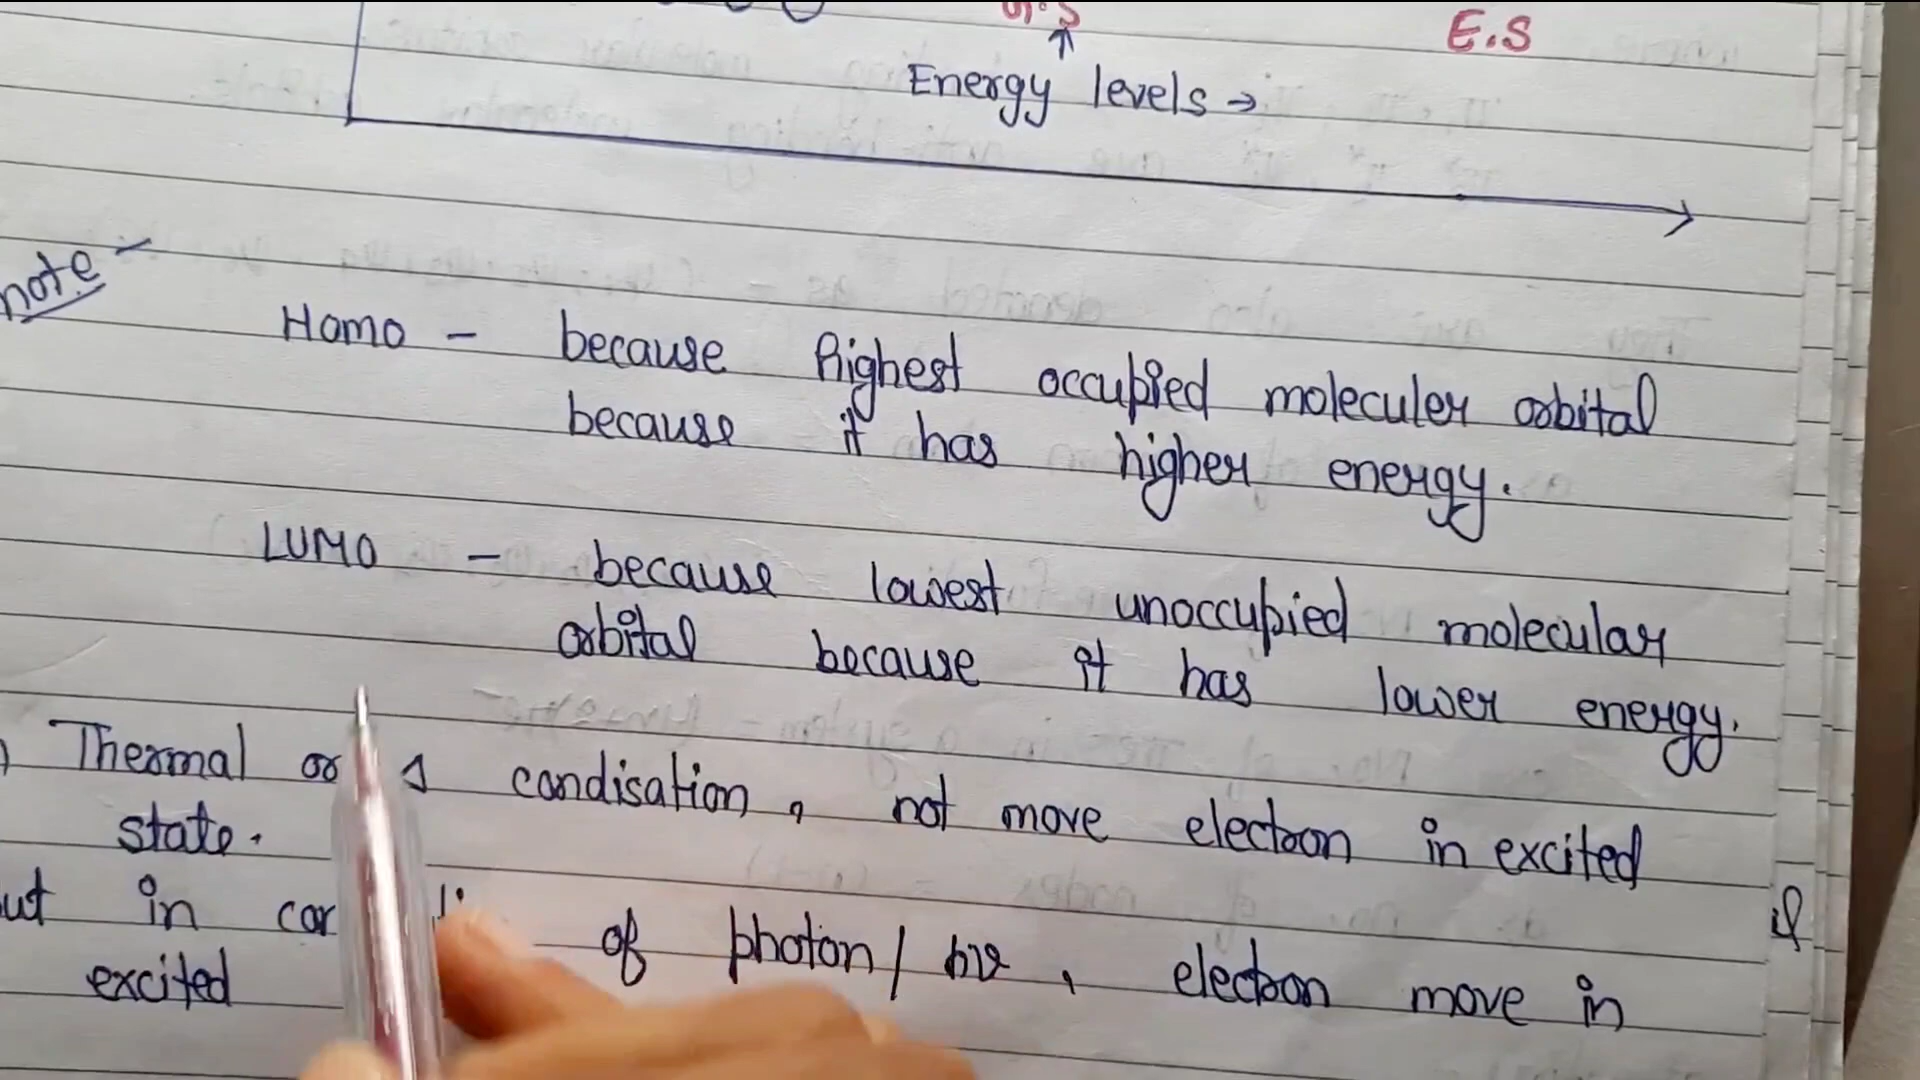 G.S
E.S
Energy levels →
note -
Homo - because highest occupied moleculer orbital
because it has higher energy.
LUMO - because lowest unoccupied molecular
orbital because it has lower energy.
Thermal or Δ condisation, not move electron in excited
state.
of photon / hν, electron move in
excited